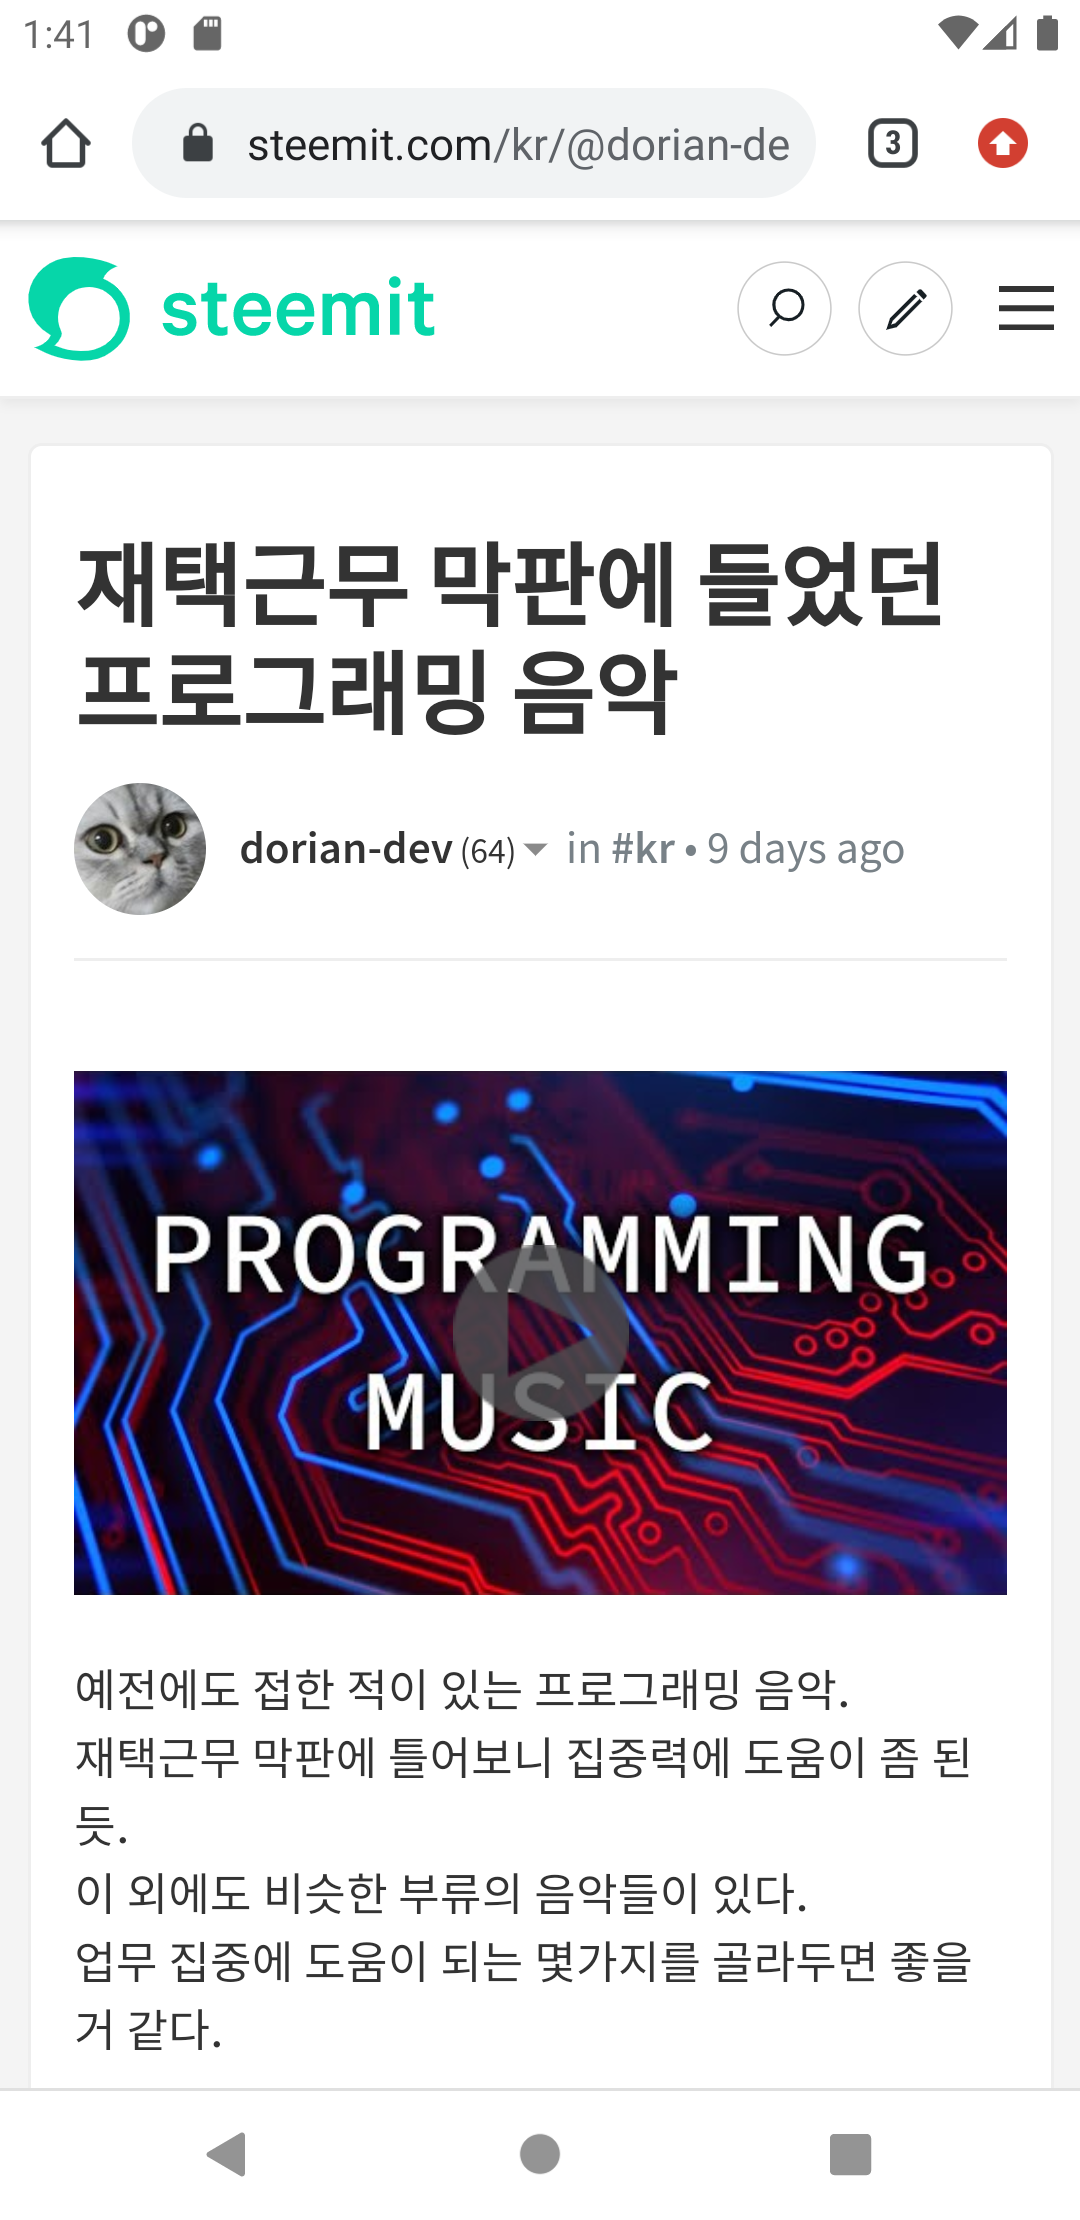 1:41
steemit.com/kr/@dorian-de
3
steemit
재택근무 막판에 들었던
프로그래밍 음악
dorian-dev (64) in #kr • 9 days ago
PROGRAMMING
MUSIC
예전에도 접한 적이 있는 프로그래밍 음악.
재택근무 막판에 틀어보니 집중력에 도움이 좀 된
듯.
이 외에도 비슷한 부류의 음악들이 있다.
업무 집중에 도움이 되는 몇가지를 골라두면 좋을
거 같다.